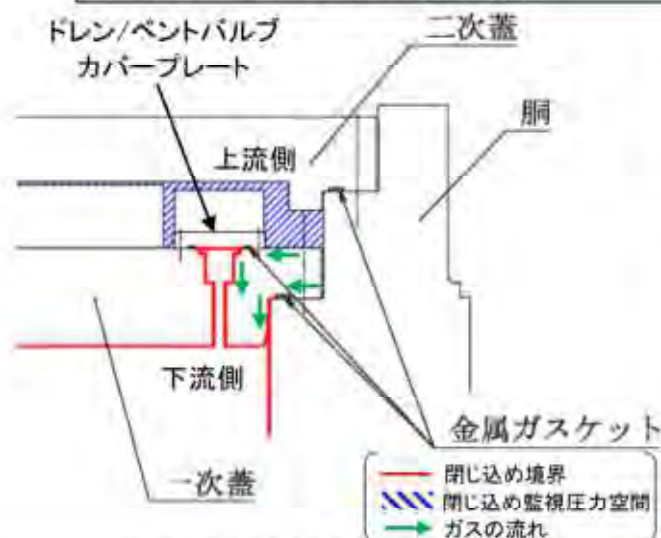 ドレン/ベントバルブ
カバープレート
二次蓋
胴
上流側
下流側
金属ガスケット
一次蓋
閉じ込め境界
閉じ込め監視圧力空間
ガスの流れ